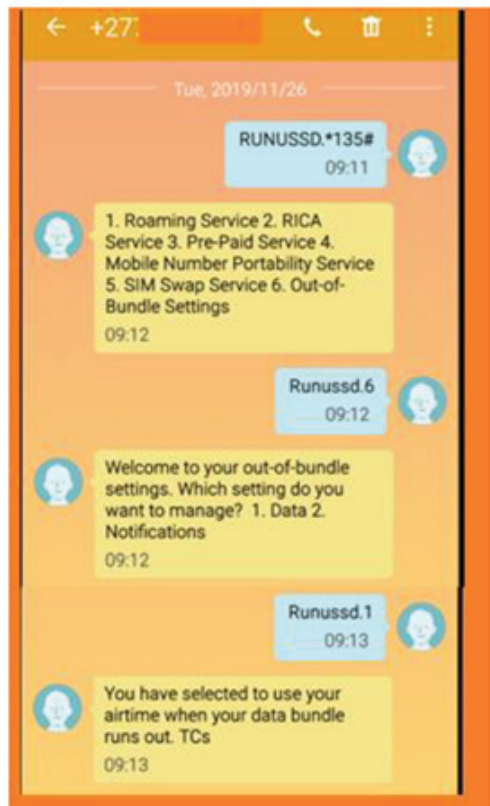 +277
Tue, 2019/11/26
RUNUSSD.*135#
09:11
1. Roaming Service 2. RICA
Service 3. Pre-Paid Service 4.
Mobile Number Portability Service
5. SIM Swap Service 6. Out-of-
Bundle Settings
09:12
Runussd.6
09:12
Welcome to your out-of-bundle
settings. Which setting do you
want to manage? 1. Data 2.
Notifications
09:12
Runussd.1
09:13
You have selected to use your
airtime when your data bundle
runs out. TCs
09:13